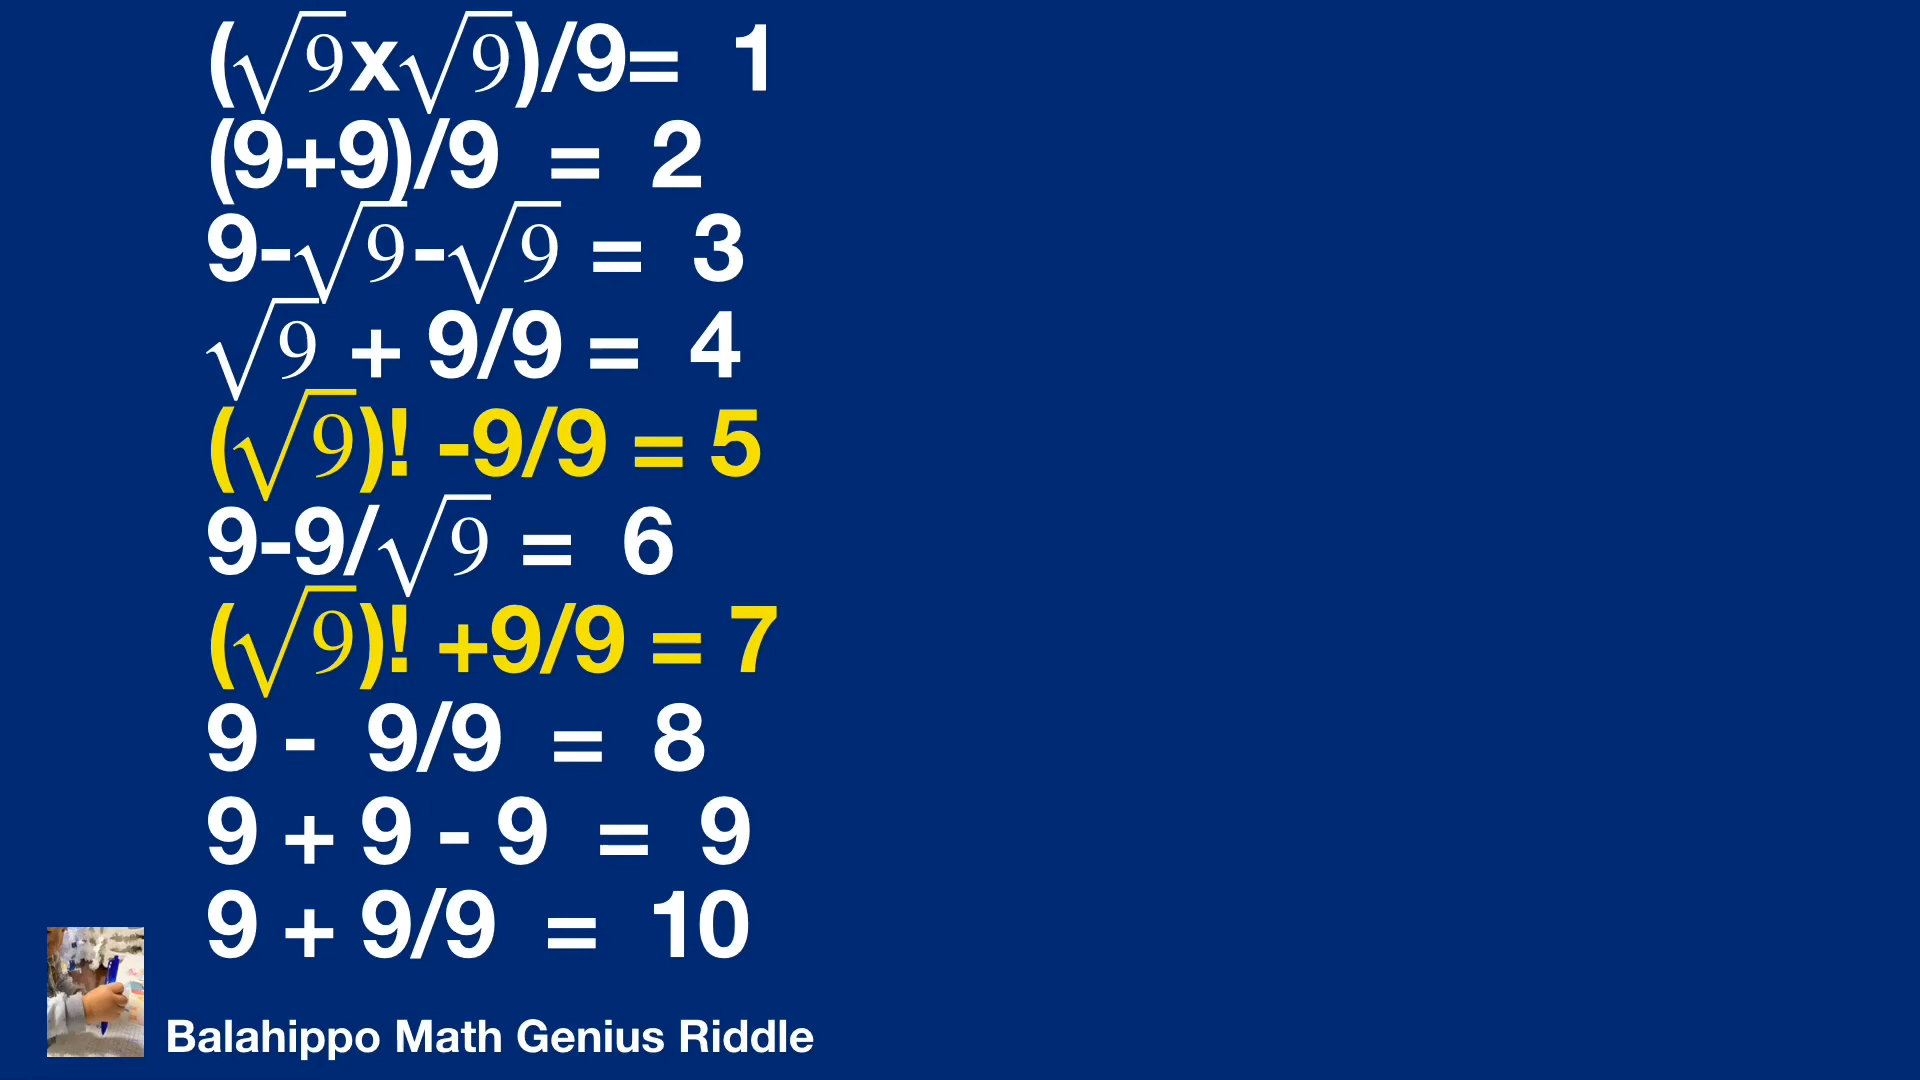 (√9x√9)/9= 1
(9+9)/9 = 2
9-√9-√9 = 3
√9 + 9/9 = 4
(√9)! -9/9 = 5
9-9/√9 = 6
(√9)! +9/9 = 7
9 - 9/9 = 8
9 + 9 - 9 = 9
9 + 9/9 = 10
Balahippo Math Genius Riddle